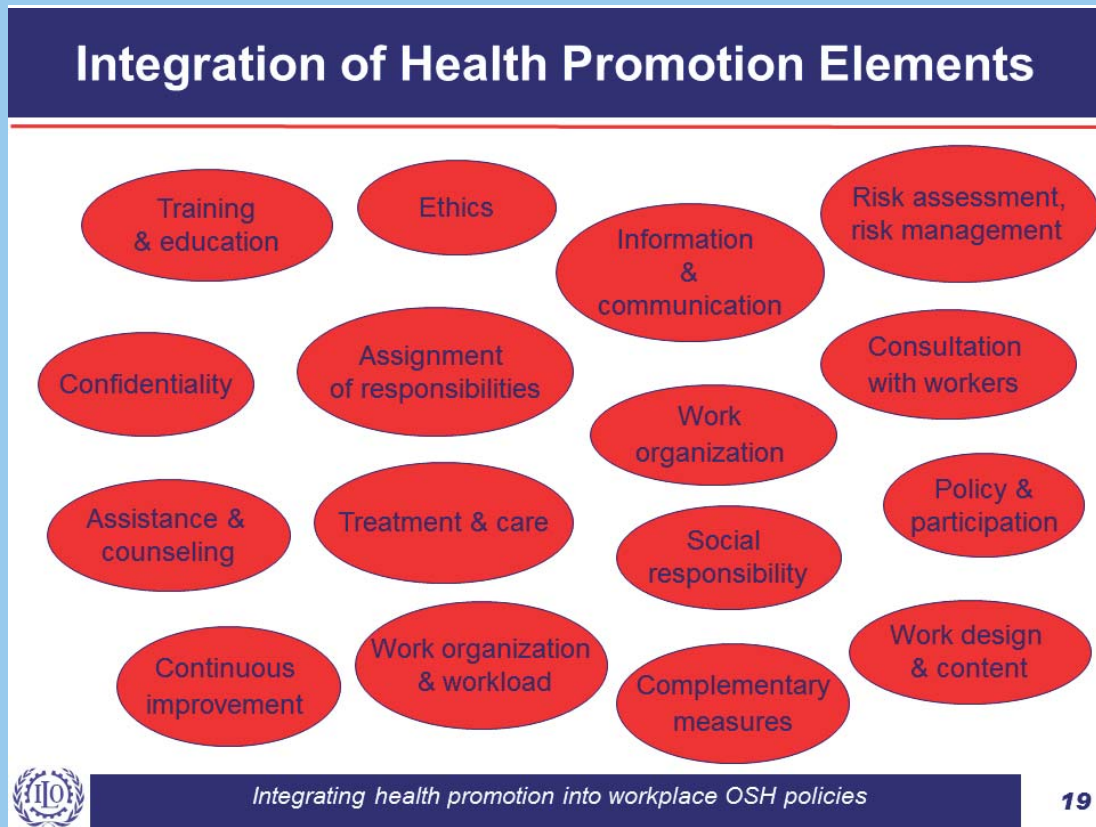 Integration of Health Promotion Elements
Training
& education
Ethics
Information
&
communication
Risk assessment,
risk management
Confidentiality
Assignment
of responsibilities
Work
organization
Consultation
with workers
Assistance &
counseling
Treatment & care
Social
responsibility
Policy &
participation
Continuous
improvement
Work organization
& workload
Complementary
measures
Work design
& content
ILO
Integrating health promotion into workplace OSH policies
19